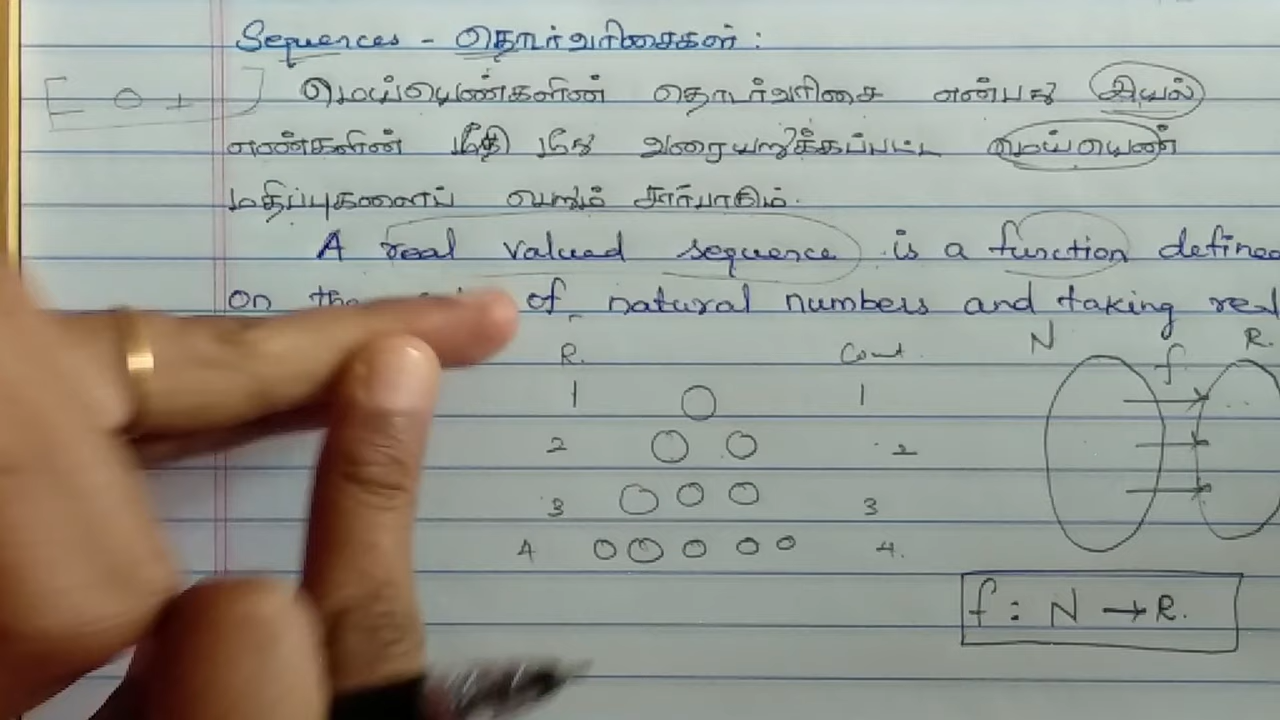 Sequences - தொடர்வரிசைகள் :
மெய்யெண்களின் தொடர்வரிசை என்பது இயல்
எண்களின் மீது வரையறுக்கப்பட்ட மெய்யெண்
மதிப்புகளைப் பெறும் சார்பாகும்.
A real valued sequence is a function defined
on the of natural numbers and taking real
R. Count. N f R.
1 1
2 2
3 3
4 4.
f : N → R.